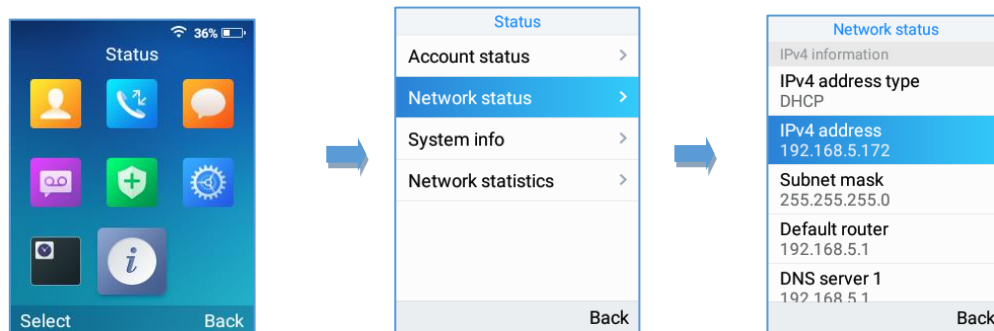 36%
Status
Select Back
Status
Account status
Network status
System info
Network statistics
Back
Network status
IPv4 information
IPv4 address type
DHCP
IPv4 address
192.168.5.172
Subnet mask
255.255.255.0
Default router
192.168.5.1
DNS server 1
192.168.5.1
Back